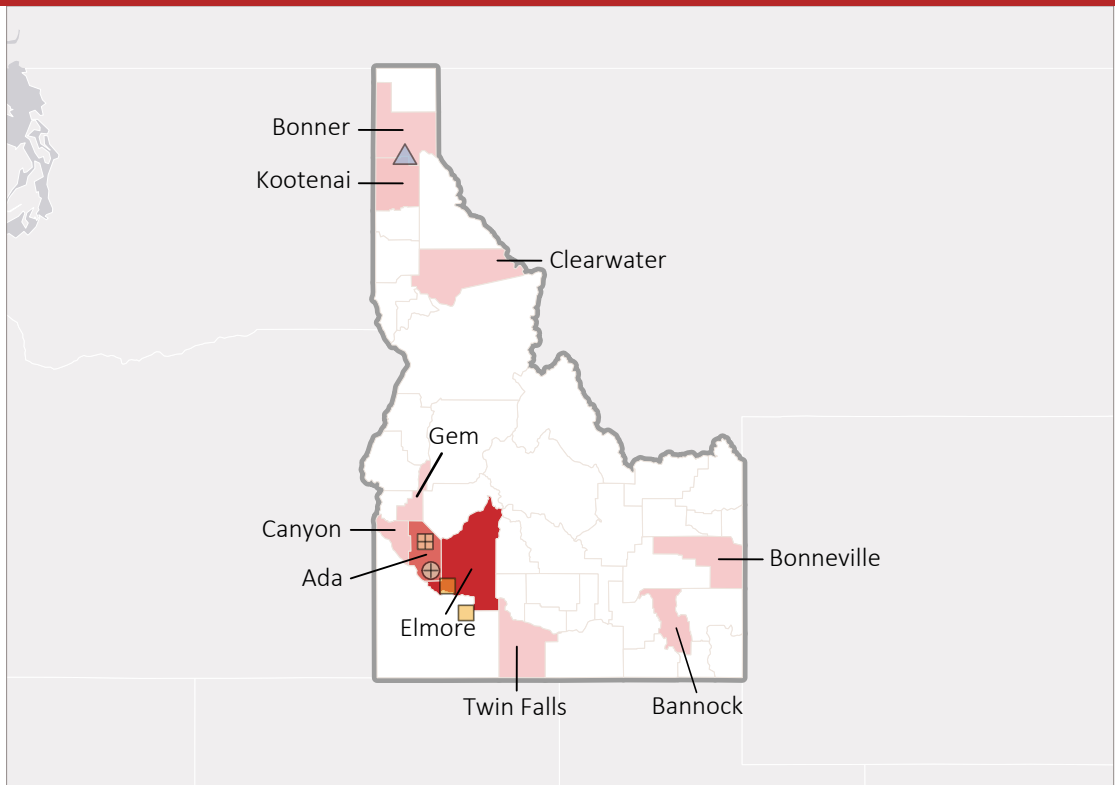 Bonner
Kootenai
Clearwater
Gem
Canyon
Ada
Bonneville
Elmore
Twin Falls
Bannock